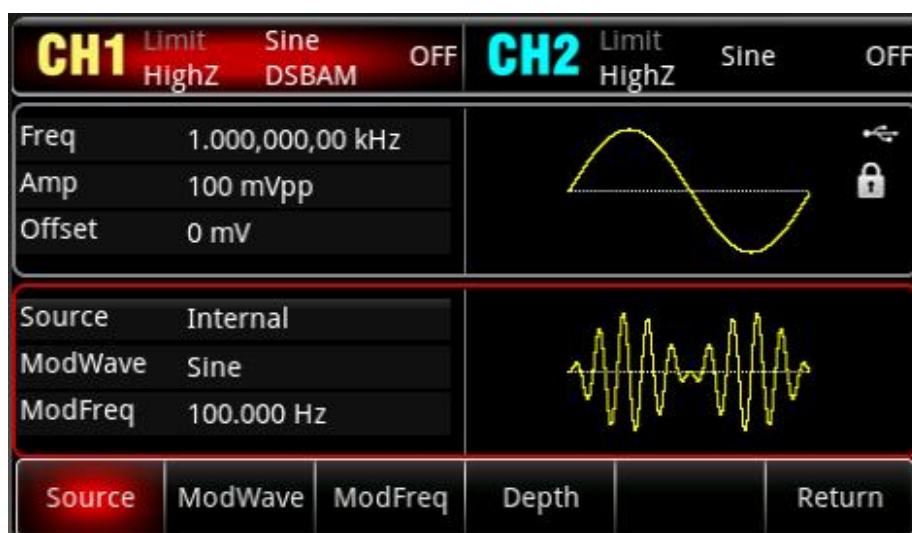 CH1 Limit Sine OFF CH2 Limit Sine OFF
HighZ DSBAM HighZ
Freq 1.000,000,00 kHz
Amp 100 mVpp
Offset 0 mV
Source Internal
ModWave Sine
ModFreq 100.000 Hz
Source ModWave ModFreq Depth Return